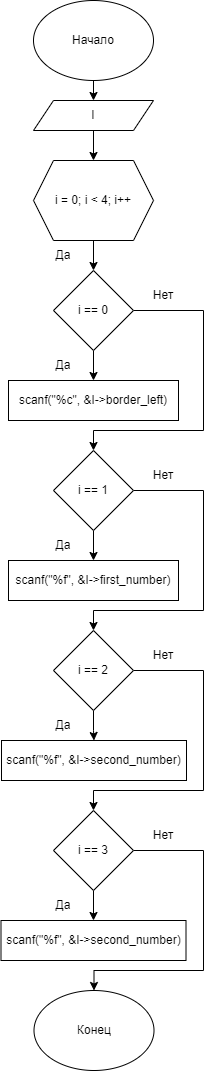 Начало
I
i = 0; i < 4; i++
Да
i == 0
Нет
Да
scanf("%c", &I->border_left)
i == 1
Нет
Да
scanf("%f", &I->first_number)
i == 2
Нет
Да
scanf("%f", &I->second_number)
i == 3
Нет
Да
scanf("%f", &I->second_number)
Конец